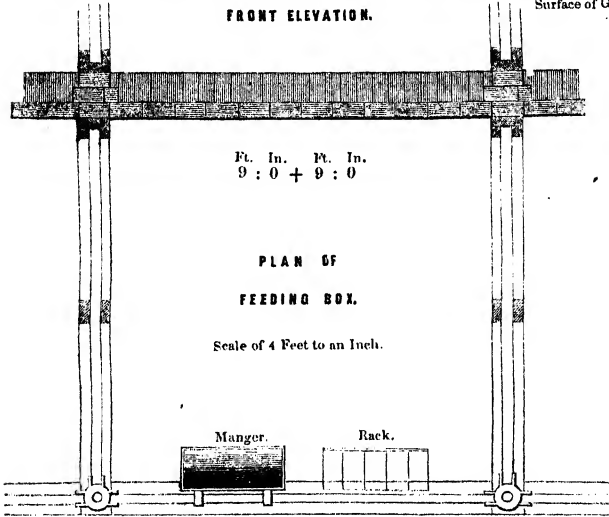 Surface of G
FRONT ELEVATION.
Ft. In. Ft. In.
9 : 0 + 9 : 0
PLAN OF
FEEDING BOX.
Scale of 4 Feet to an Inch.
Manger. Rack.